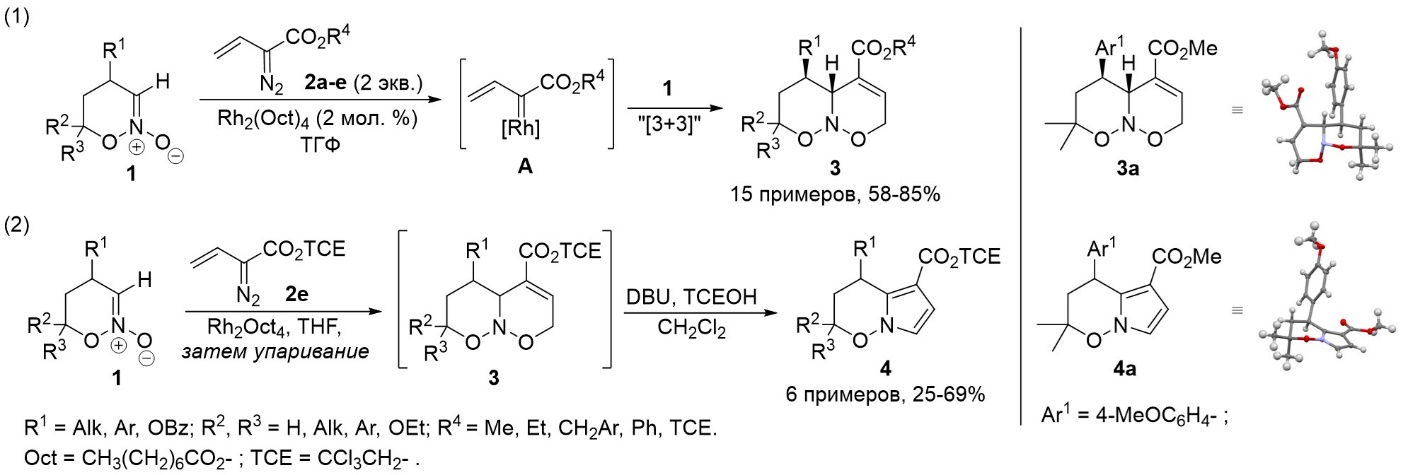 (1)
R1
H
R2
R3
O
N
⊕
O
⊖
1
CO2R4
N2
2a-e (2 экв.)
Rh2(Oct)4 (2 мол. %)
ТГФ
CO2R4
[Rh]
A
1
"[3+3]"
R1
H
CO2R4
R2
R3
O
N
O
3
15 примеров, 58-85%
Ar1
H
CO2Me
O
N
O
3a
≡
(2)
R1
H
R2
R3
O
N
⊕
O
⊖
1
CO2TCE
N2
2e
Rh2Oct4, THF,
затем упаривание
R1
CO2TCE
R2
R3
O
N
O
3
DBU, TCEOH
CH2Cl2
R1
CO2TCE
R2
R3
O
N
4
6 примеров, 25-69%
Ar1
CO2Me
O
N
4a
≡
Ar1 = 4-MeOC6H4- ;
R1 = Alk, Ar, OBz; R2, R3 = H, Alk, Ar, OEt; R4 = Me, Et, CH2Ar, Ph, TCE.
Oct = CH3(CH2)6CO2- ; TCE = CCl3CH2- .